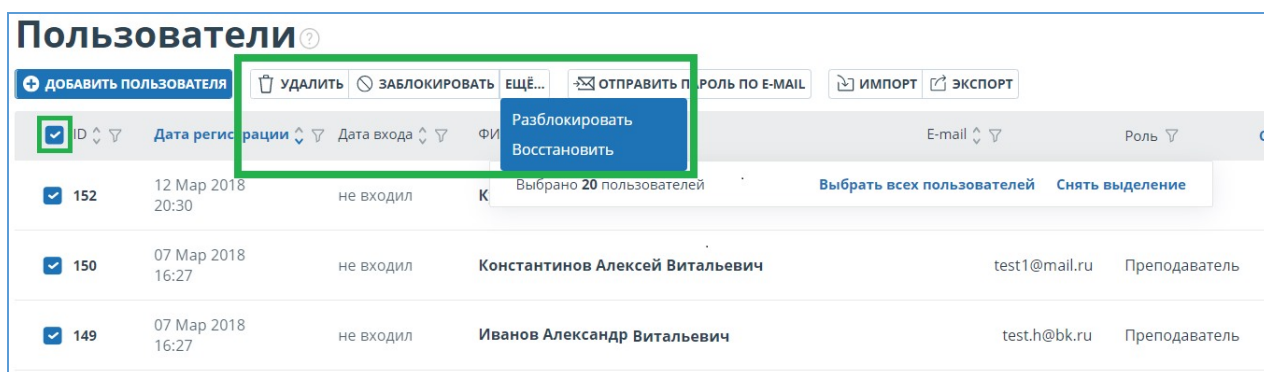 Пользователи ?
ДОБАВИТЬ ПОЛЬЗОВАТЕЛЯ УДАЛИТЬ ЗАБЛОКИРОВАТЬ ЕЩЁ... ОТПРАВИТЬ ПАРОЛЬ ПО E-MAIL ИМПОРТ ЭКСПОРТ
Разблокировать
Восстановить
ID Дата регистрации Дата входа E-mail Роль
Выбрано 20 пользователей Выбрать всех пользователей Снять выделение
152 12 Мар 2018 не входил К
20:30
150 07 Мар 2018 не входил Константинов Алексей Витальевич test1@mail.ru Преподаватель
16:27
149 07 Мар 2018 не входил Иванов Александр Витальевич test.h@bk.ru Преподаватель
16:27